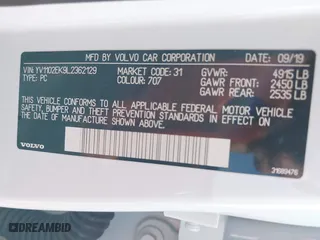 MFD BY VOLVO CAR CORPORATION 09/19
VIN: YV1102EK9L2362129 MARKET CODE: 31 GVWR: 4915 LB
TYPE: PC COLOUR: 707 GAWR FRONT: 2450 LB
GAWR REAR: 2535 LB
THIS VEHICLE CONFORMS TO ALL APPLICABLE FEDERAL MOTOR VEHICLE
SAFETY, BUMPER AND THEFT PREVENTION STANDARDS IN EFFECT ON
THE DATE OF MANUFACTURE SHOWN ABOVE.
VOLVO 31689476
© DREAMBID